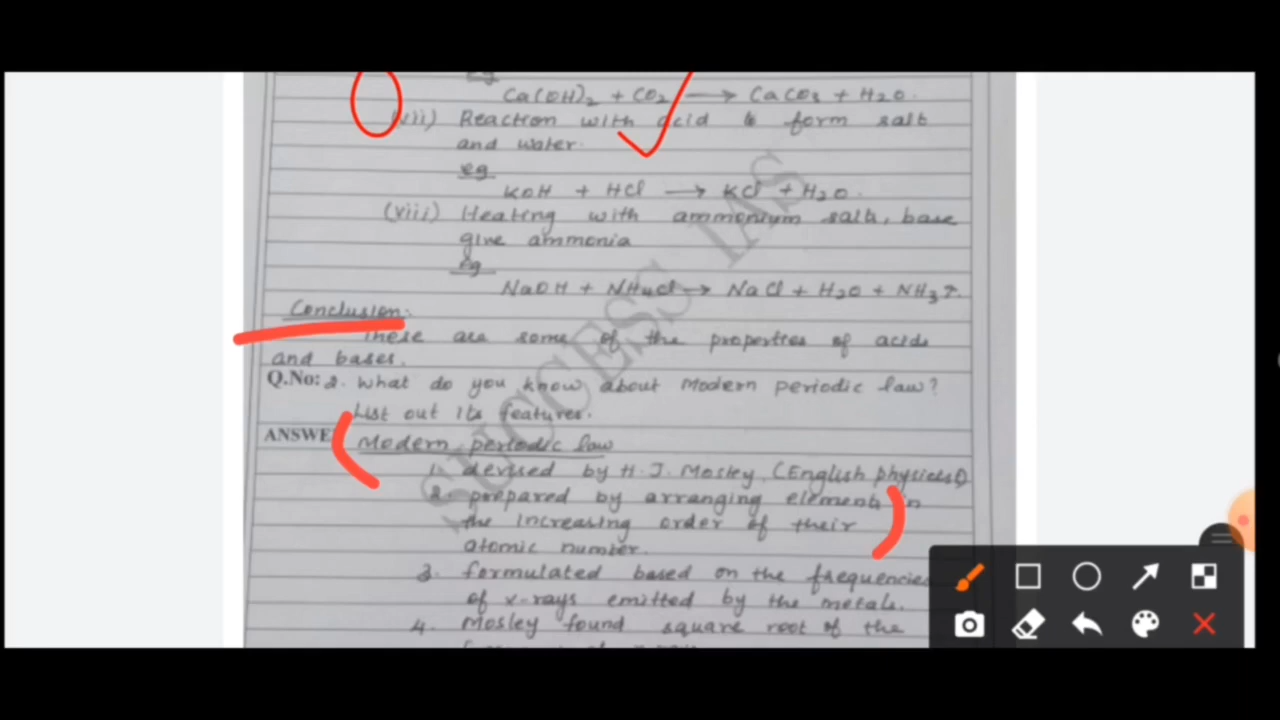 eg
Ca(OH)2 + CO2 → CaCO3 + H2O.
(vii) Reaction with acid to form salt
and water.
eg
KOH + HCl → KCl + H2O.
(viii) Heating with ammonium salt, base
give ammonia
eg
NaOH + NH4Cl → NaCl + H2O + NH3↑.
Conclusion:
These are some of the properties of acids
and bases.
Q.No: 2. What do you know about Modern periodic law?
List out its features.
ANSWE
Modern periodic law
1. devised by H.J. Mosley (English physicist)
2. prepared by arranging elements in
the increasing order of their
atomic number.
3. formulated based on the frequencies
of x-rays emitted by the metals.
4. Mosley found square root of the
SUCCESS IAS